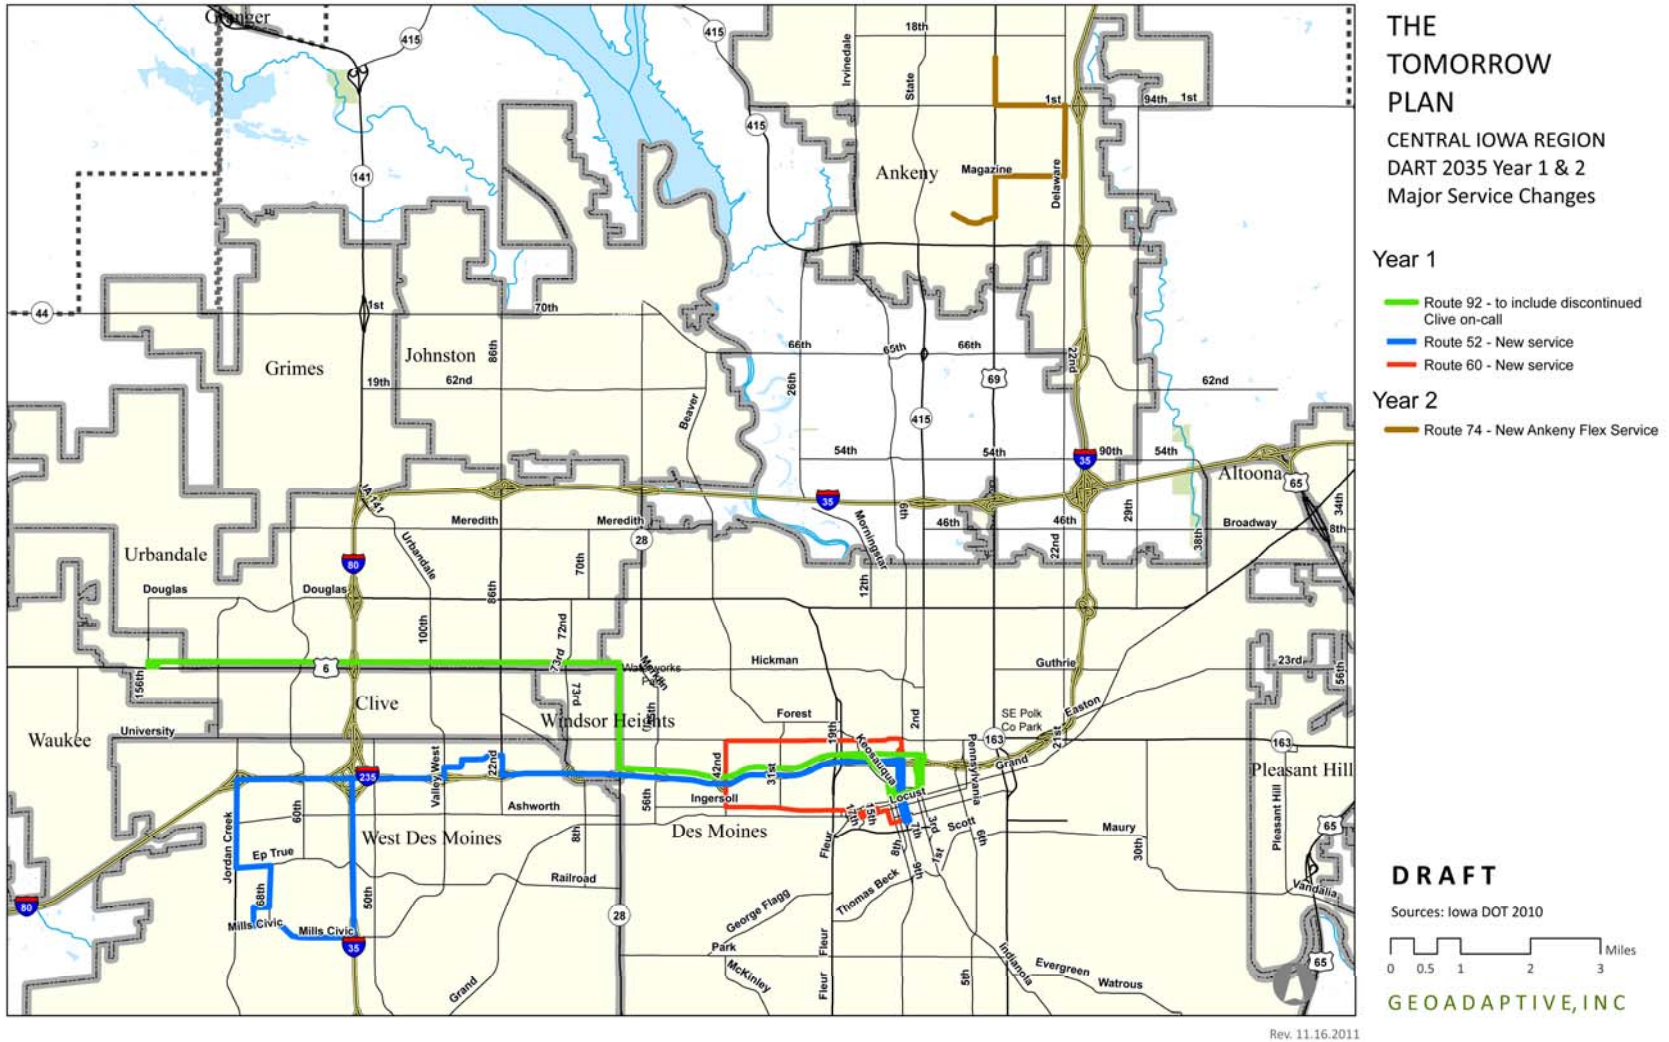 THE
TOMORROW
PLAN
CENTRAL IOWA REGION
DART 2035 Year 1 & 2
Major Service Changes
Year 1
Route 92 - to include discontinued
Clive on-call
Route 52 - New service
Route 60 - New service
Year 2
Route 74 - New Ankeny Flex Service
DRAFT
Sources: Iowa DOT 2010
Miles
0 0.5 1 2 3
GEOADAPTIVE, INC
Rev. 11.16.2011
Granger
415
415
18th
Irvinedale
State
1st
94th 1st
415
141
Ankeny
Magazine
Delaware
44
1st
70th
Grimes
Johnston
86th
66th
65th
66th
22nd
19th
62nd
26th
69
62nd
Beaver
415
54th
54th
35
90th
54th
Altoona
65
IA 141
35
6th
34th
Meredith
Meredith
46th
46th
29th
Broadway
8th
Urbandale
Urbandale
28
Morningstar
22nd
38th
80
70th
12th
Douglas
Douglas
86th
100th
72nd
73rd
6
Hickman
Guthrie
23rd
56th
156th
Merklin
73rd
Clive
Windsor Heights
Forest
19th
2nd
SE Polk
Co Park
Easton
Waukee
University
163
21st
163
Keosauqua
Pennsylvania
Grand
Pleasant Hill
Valley West
22nd
42nd
31st
235
Jordan Creek
60th
Ashworth
56th
Ingersoll
Locust
17th
15th
7th
3rd
Scott
6th
Pleasant Hill
65
West Des Moines
8th
Des Moines
Fleur
8th
1st
Maury
30th
Ep True
68th
50th
Railroad
9th
Thomas Beck
Vandalia
80
Mills Civic
Mills Civic
35
28
George Flagg
Park
Fleur
McKinley
Fleur
Grand
5th
Indianola
Evergreen
Watrous
65